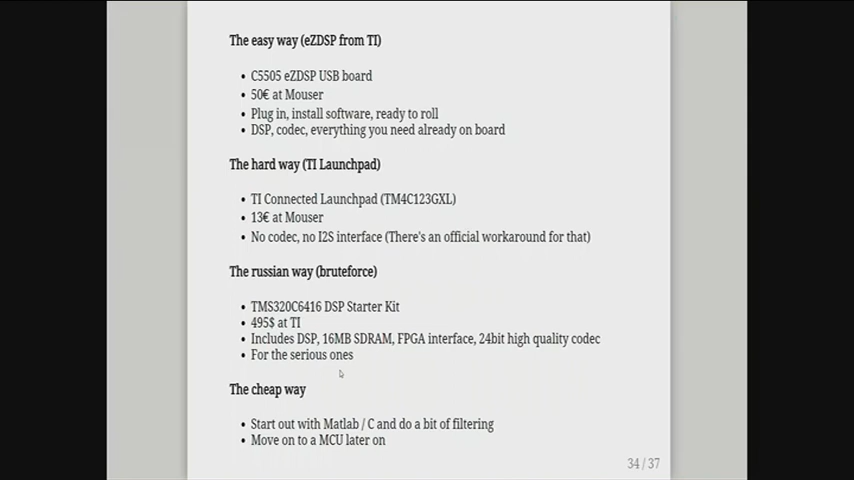 The easy way (eZDSP from TI)
• C5505 eZDSP USB board
• 50€ at Mouser
• Plug in, install software, ready to roll
• DSP, codec, everything you need already on board
The hard way (TI Launchpad)
• TI Connected Launchpad (TM4C123GXL)
• 13€ at Mouser
• No codec, no I2S interface (There's an official workaround for that)
The russian way (bruteforce)
• TMS320C6416 DSP Starter Kit
• 495$ at TI
• Includes DSP, 16MB SDRAM, FPGA interface, 24bit high quality codec
• For the serious ones
The cheap way
• Start out with Matlab / C and do a bit of filtering
• Move on to a MCU later on
34 / 37